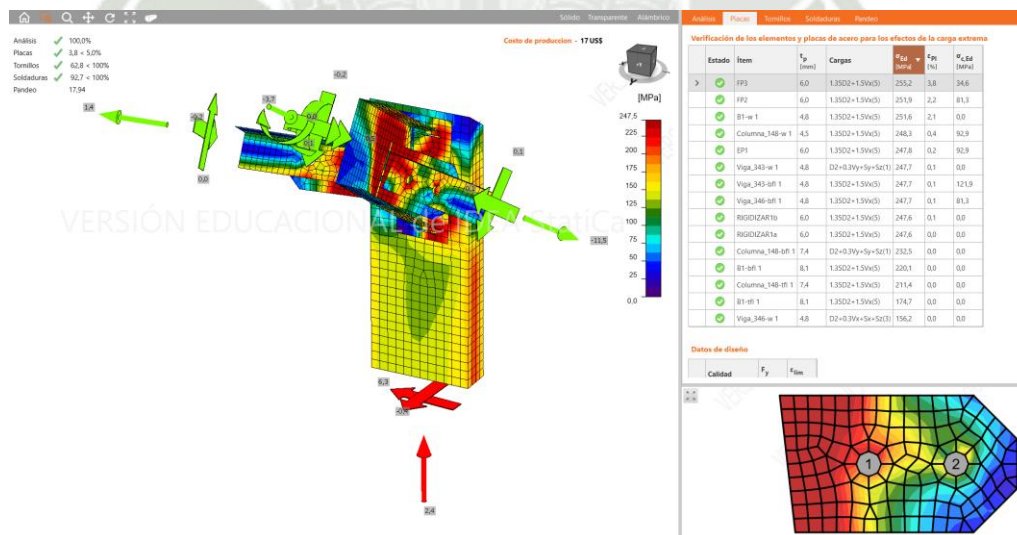 Sólido Transparente Alámbrico
Análisis 100,0%
Placas 3,8 < 5,0%
Tornillos 62,8 < 100%
Soldaduras 92,7 < 100%
Pandeo 17,94
Costo de produccion - 17 US$
-0,2
-3,7
1,4
-0,2
0,8
0,1
0,0
0,1
-11,5
6,3
2,4
[MPa]
247,5
225
200
175
150
125
100
75
50
25
0,0
VERSIÓN EDUCACIONAL de IDEA StatiCa
Análisis Placas Tornillos Soldaduras Pandeo
Verificación de los elementos y placas de acero para los efectos de la carga extrema
Estado Ítem tp [mm] Cargas σEd [MPa] εPl [%] σc,Ed [MPa]
FP3 6,0 1.35D2+1.5Vx(5) 255,2 3,8 34,6
FP2 6,0 1.35D2+1.5Vx(5) 251,9 2,2 81,3
B1-w 1 4,8 1.35D2+1.5Vx(5) 251,6 2,1 0,0
Columna_148-w 1 4,5 1.35D2+1.5Vx(5) 248,3 0,4 92,9
EP1 6,0 1.35D2+1.5Vx(5) 247,8 0,2 92,9
Viga_343-w 1 4,8 D2+0.3Vy+Sy+Sz(1) 247,7 0,1 0,0
Viga_343-bfl 1 4,8 1.35D2+1.5Vx(5) 247,7 0,1 121,9
Viga_346-bfl 1 4,8 1.35D2+1.5Vx(5) 247,7 0,1 81,3
RIGIDIZAR1b 6,0 1.35D2+1.5Vx(5) 247,6 0,1 0,0
RIGIDIZAR1a 6,0 1.35D2+1.5Vx(5) 247,6 0,0 0,0
Columna_148-bfl 1 7,4 D2+0.3Vy+Sy+Sz(1) 232,5 0,0 0,0
B1-bfl 1 8,1 1.35D2+1.5Vx(5) 220,1 0,0 0,0
Columna_148-tfl 1 7,4 1.35D2+1.5Vx(5) 211,4 0,0 0,0
B1-tfl 1 8,1 1.35D2+1.5Vx(5) 174,7 0,0 0,0
Viga_346-w 1 4,8 D2+0.3Vx+Sx+Sz(3) 156,2 0,0 0,0
Datos de diseño
Calidad Fy εlim
1 2